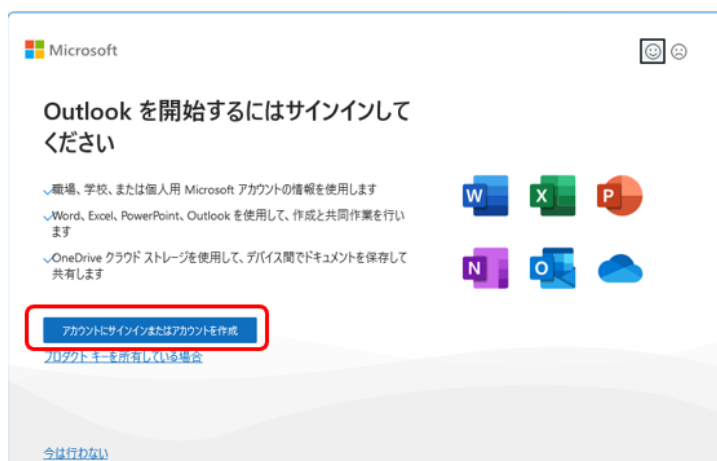 Microsoft
Outlook を開始するにはサインインして
ください
職場、学校、または個人用 Microsoft アカウントの情報を使用します
Word、Excel、PowerPoint、Outlook を使用して、作成と共同作業を行い
ます
OneDrive クラウド ストレージを使用して、デバイス間でドキュメントを保存して
共有します
W
X
P
N
O
アカウントにサインインまたはアカウントを作成
プロダクト キーを所有している場合
今は行わない